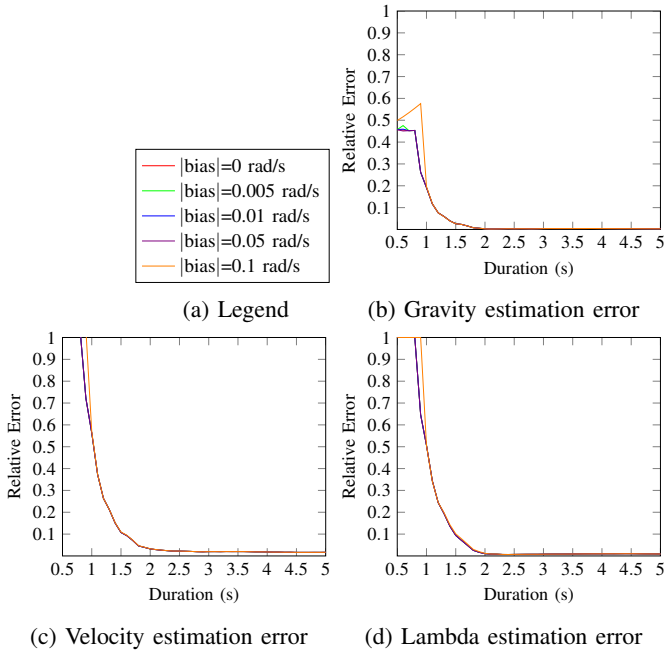 |bias|=0 rad/s
|bias|=0.005 rad/s
|bias|=0.01 rad/s
|bias|=0.05 rad/s
|bias|=0.1 rad/s
(a) Legend
Relative Error
1
0.9
0.8
0.7
0.6
0.5
0.4
0.3
0.2
0.1
0.5 1 1.5 2 2.5 3 3.5 4 4.5 5
Duration (s)
(b) Gravity estimation error
Relative Error
1
0.9
0.8
0.7
0.6
0.5
0.4
0.3
0.2
0.1
0.5 1 1.5 2 2.5 3 3.5 4 4.5 5
Duration (s)
(c) Velocity estimation error
Relative Error
1
0.9
0.8
0.7
0.6
0.5
0.4
0.3
0.2
0.1
0.5 1 1.5 2 2.5 3 3.5 4 4.5 5
Duration (s)
(d) Lambda estimation error